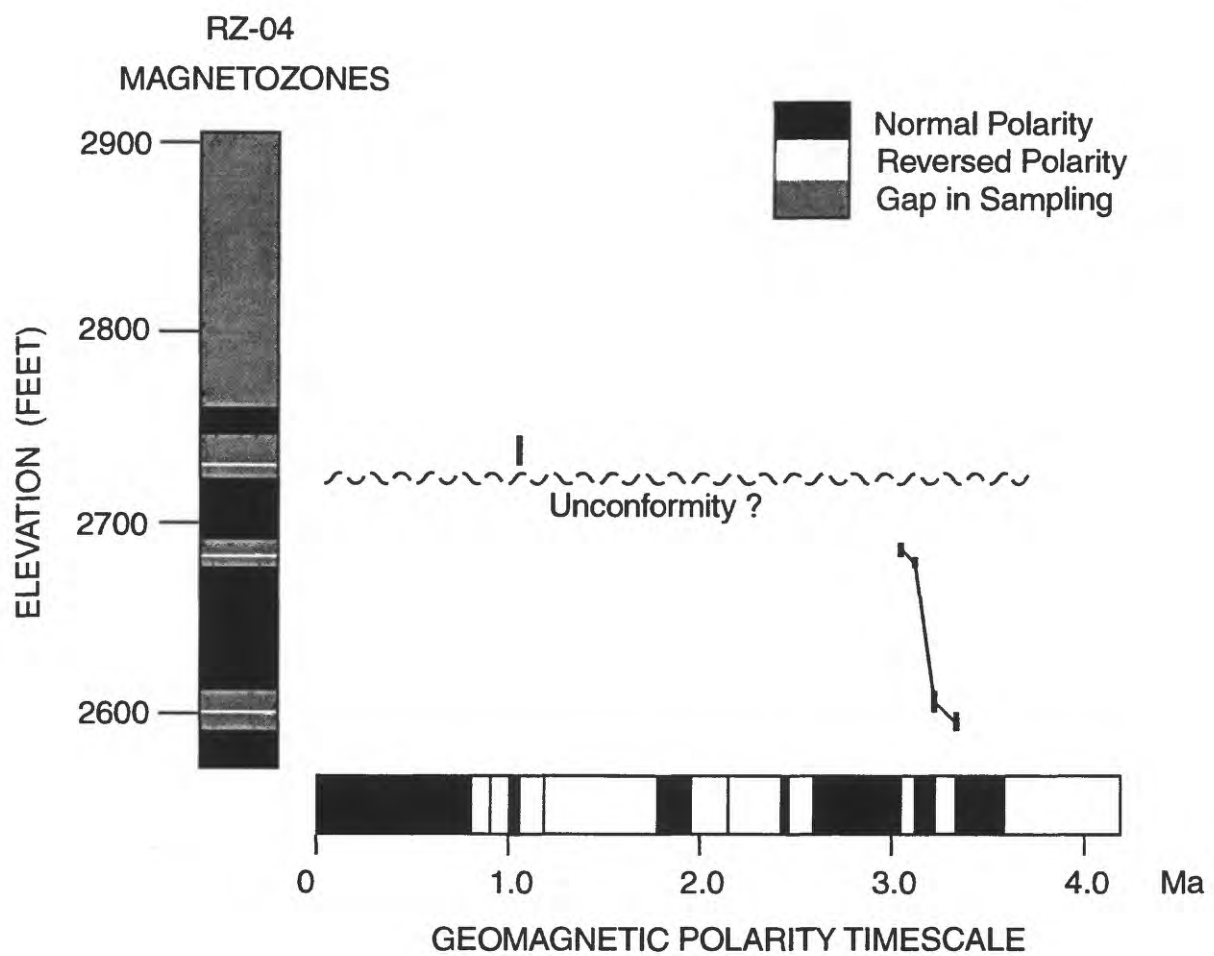 RZ-04
MAGNETOZONES
Normal Polarity
Reversed Polarity
Gap in Sampling
2900
2800
2700
2600
ELEVATION (FEET)
Unconformity ?
0 1.0 2.0 3.0 4.0 Ma
GEOMAGNETIC POLARITY TIMESCALE